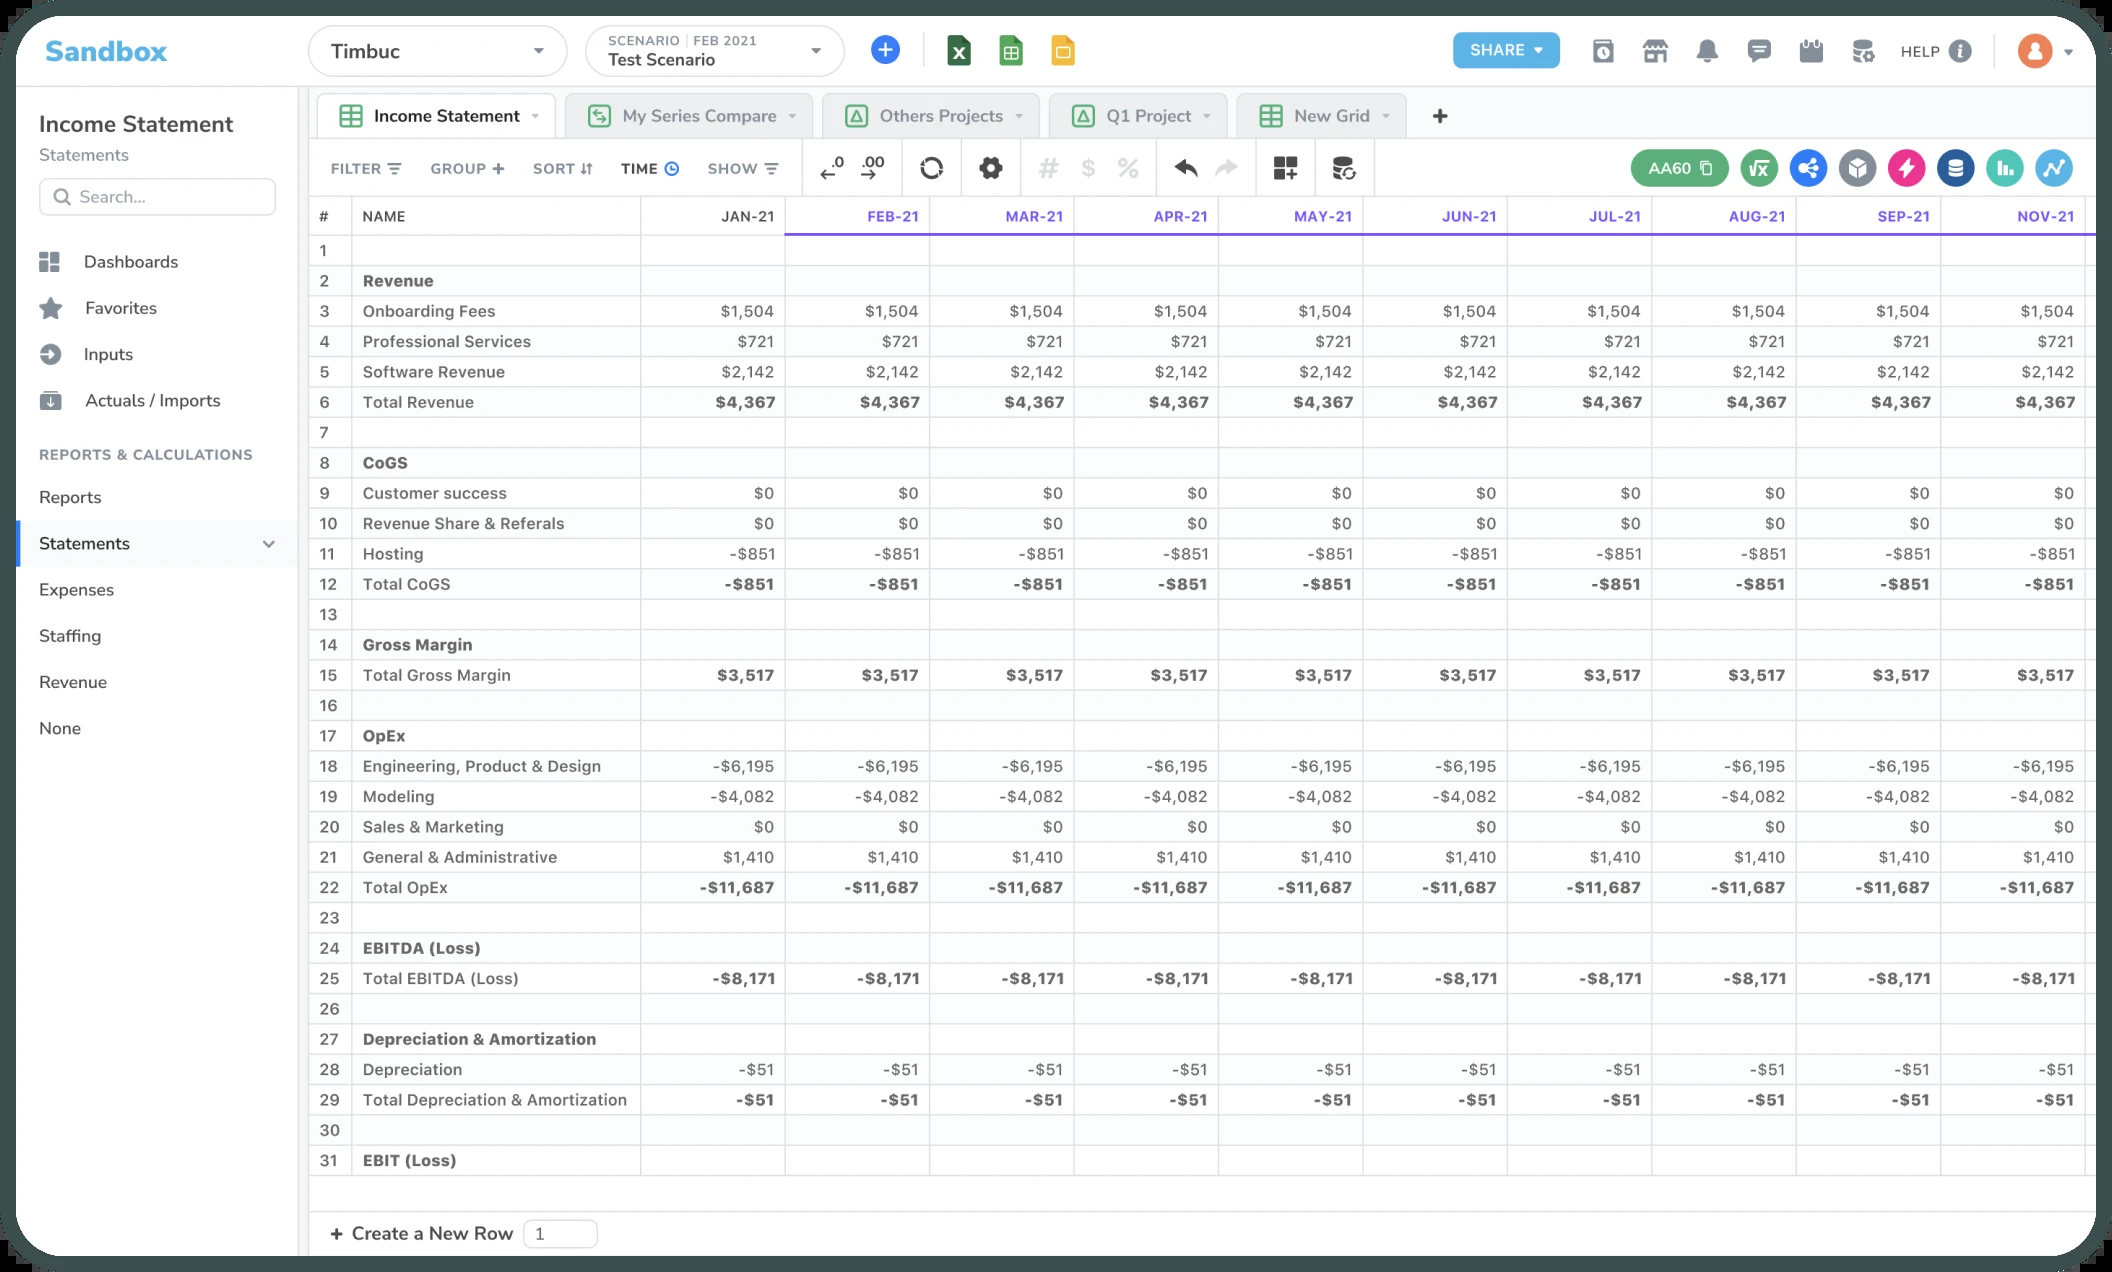 Sandbox
Timbuc
SCENARIO | FEB 2021
Test Scenario
SHARE
HELP
Income Statement
Statements
Search...
Dashboards
Favorites
Inputs
Actuals / Imports
REPORTS & CALCULATIONS
Reports
Statements
Expenses
Staffing
Revenue
None
Income Statement My Series Compare Others Projects Q1 Project New Grid +
FILTER GROUP + SORT TIME SHOW .0 .00 # $ % AA60 √x
# NAME JAN-21 FEB-21 MAR-21 APR-21 MAY-21 JUN-21 JUL-21 AUG-21 SEP-21 NOV-21
1
2 Revenue
3 Onboarding Fees $1,504 $1,504 $1,504 $1,504 $1,504 $1,504 $1,504 $1,504 $1,504 $1,504
4 Professional Services $721 $721 $721 $721 $721 $721 $721 $721 $721 $721
5 Software Revenue $2,142 $2,142 $2,142 $2,142 $2,142 $2,142 $2,142 $2,142 $2,142 $2,142
6 Total Revenue $4,367 $4,367 $4,367 $4,367 $4,367 $4,367 $4,367 $4,367 $4,367 $4,367
7
8 CoGS
9 Customer success $0 $0 $0 $0 $0 $0 $0 $0 $0 $0
10 Revenue Share & Referals $0 $0 $0 $0 $0 $0 $0 $0 $0 $0
11 Hosting -$851 -$851 -$851 -$851 -$851 -$851 -$851 -$851 -$851 -$851
12 Total CoGS -$851 -$851 -$851 -$851 -$851 -$851 -$851 -$851 -$851 -$851
13
14 Gross Margin
15 Total Gross Margin $3,517 $3,517 $3,517 $3,517 $3,517 $3,517 $3,517 $3,517 $3,517 $3,517
16
17 OpEx
18 Engineering, Product & Design -$6,195 -$6,195 -$6,195 -$6,195 -$6,195 -$6,195 -$6,195 -$6,195 -$6,195 -$6,195
19 Modeling -$4,082 -$4,082 -$4,082 -$4,082 -$4,082 -$4,082 -$4,082 -$4,082 -$4,082 -$4,082
20 Sales & Marketing $0 $0 $0 $0 $0 $0 $0 $0 $0 $0
21 General & Administrative $1,410 $1,410 $1,410 $1,410 $1,410 $1,410 $1,410 $1,410 $1,410 $1,410
22 Total OpEx -$11,687 -$11,687 -$11,687 -$11,687 -$11,687 -$11,687 -$11,687 -$11,687 -$11,687 -$11,687
23
24 EBITDA (Loss)
25 Total EBITDA (Loss) -$8,171 -$8,171 -$8,171 -$8,171 -$8,171 -$8,171 -$8,171 -$8,171 -$8,171 -$8,171
26
27 Depreciation & Amortization
28 Depreciation -$51 -$51 -$51 -$51 -$51 -$51 -$51 -$51 -$51 -$51
29 Total Depreciation & Amortization -$51 -$51 -$51 -$51 -$51 -$51 -$51 -$51 -$51 -$51
30
31 EBIT (Loss)
+ Create a New Row 1